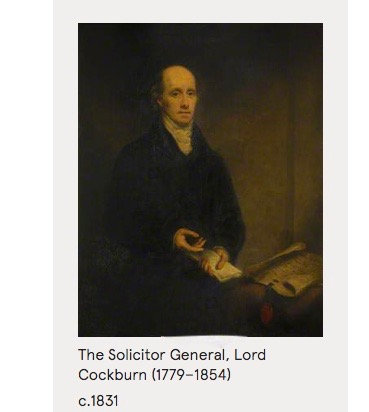 The Solicitor General, Lord
Cockburn (1779–1854)
c.1831